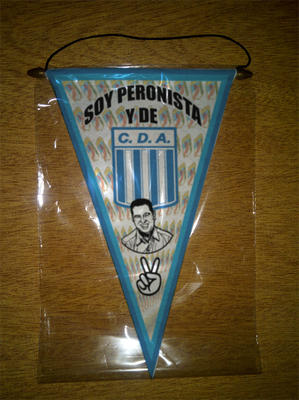 SOY PERONISTA
Y DE
C. D. A.